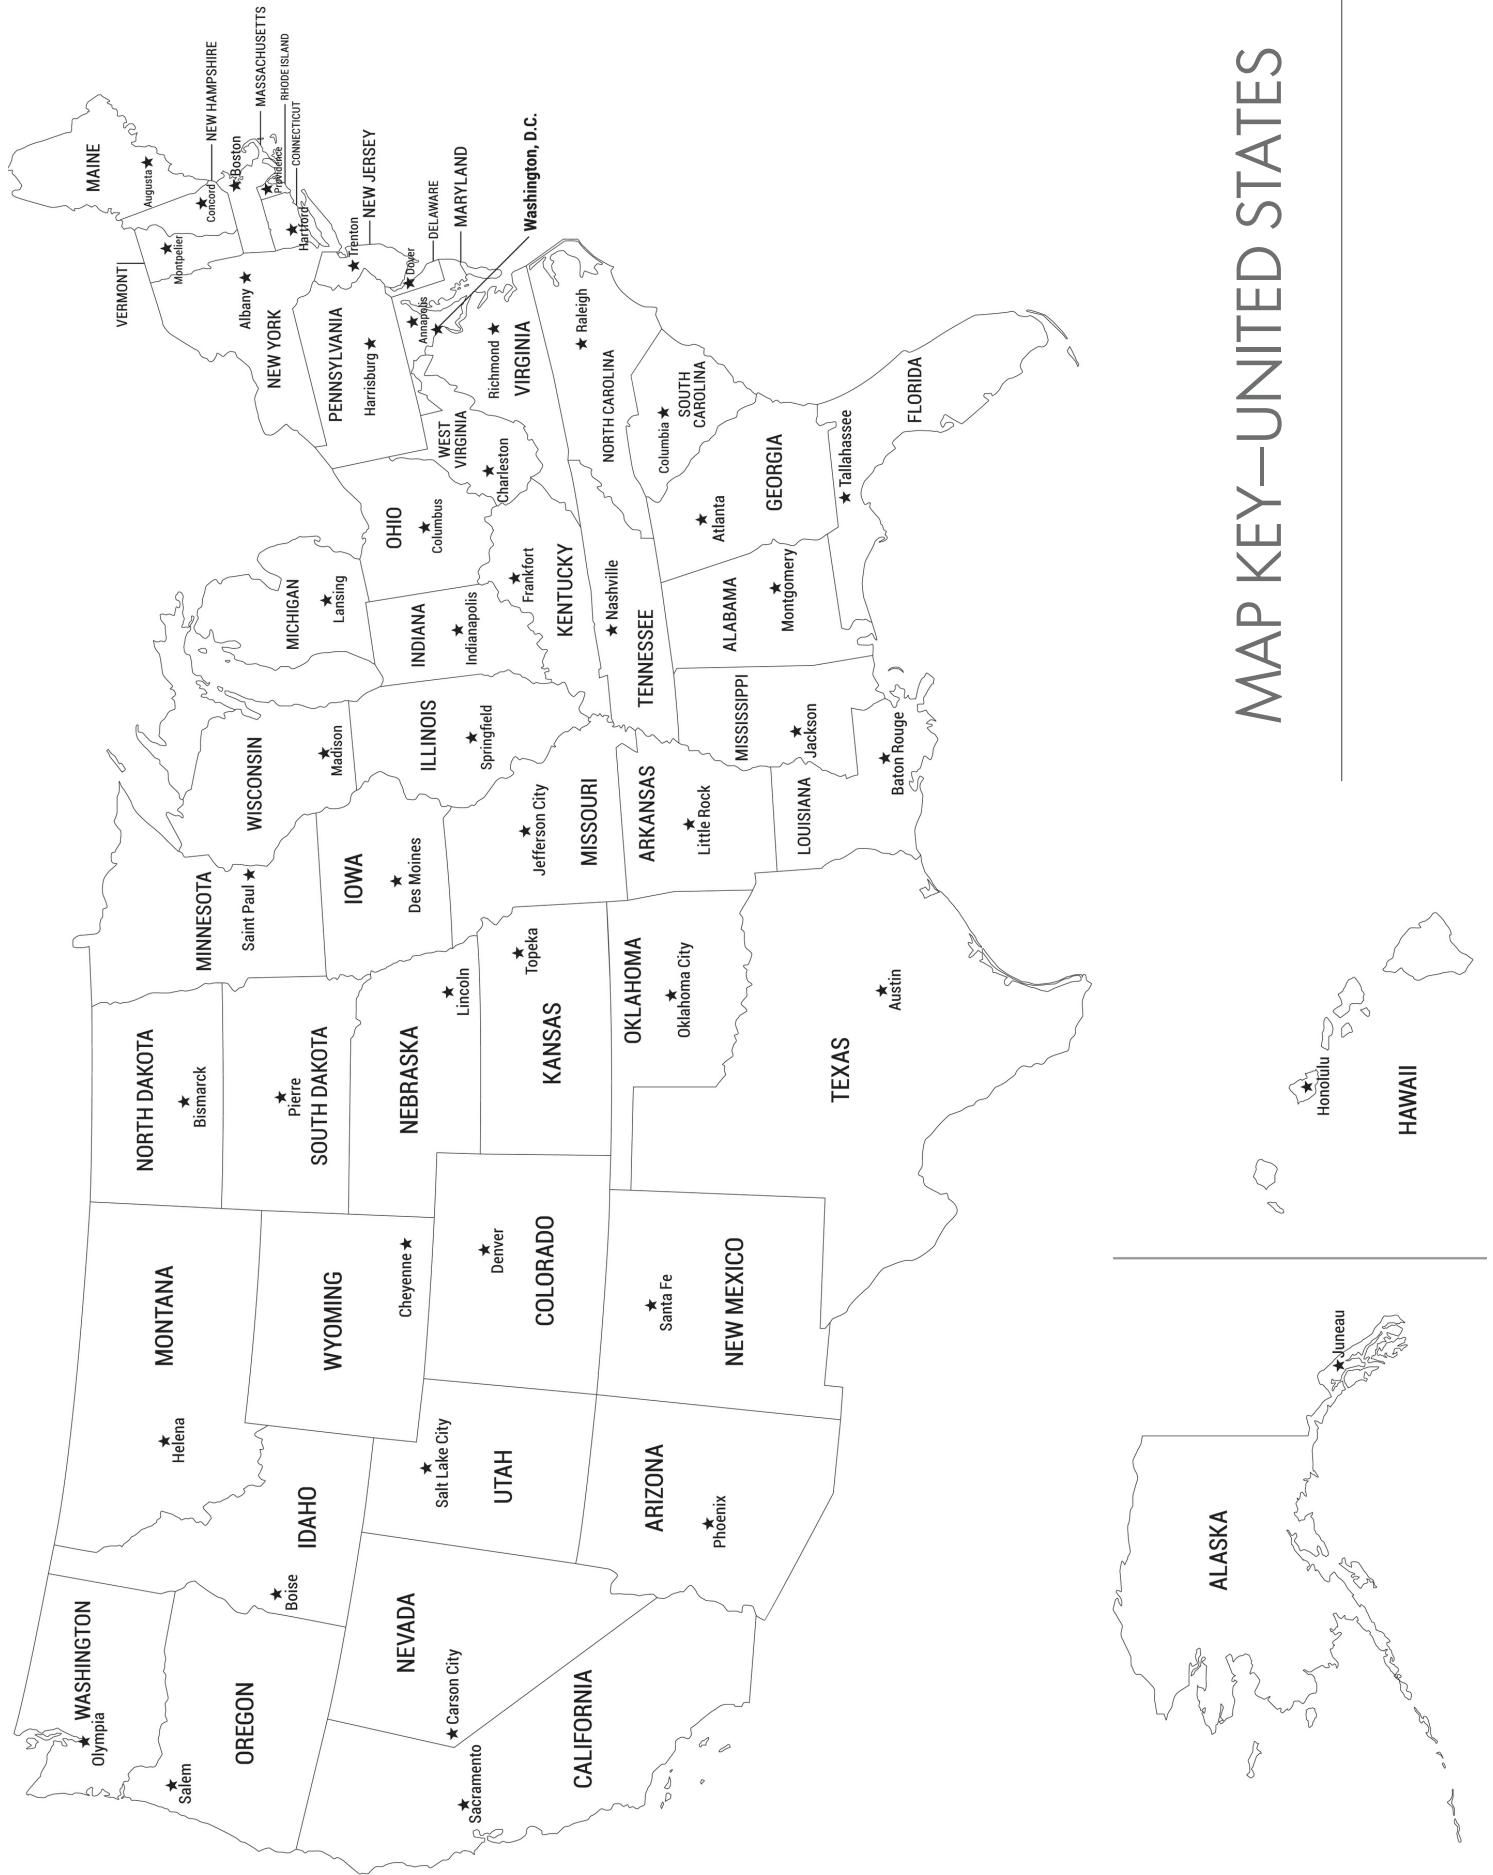 MAP KEY—UNITED STATES
WASHINGTON
Olympia
OREGON
Salem
CALIFORNIA
Sacramento
NEVADA
Carson City
IDAHO
Boise
MONTANA
Helena
WYOMING
Cheyenne
UTAH
Salt Lake City
ARIZONA
Phoenix
COLORADO
Denver
NEW MEXICO
Santa Fe
NORTH DAKOTA
Bismarck
Pierre
SOUTH DAKOTA
NEBRASKA
Lincoln
KANSAS
Topeka
OKLAHOMA
Oklahoma City
TEXAS
Austin
MINNESOTA
Saint Paul
IOWA
Des Moines
MISSOURI
Jefferson City
ARKANSAS
Little Rock
LOUISIANA
Baton Rouge
WISCONSIN
Madison
ILLINOIS
Springfield
MICHIGAN
Lansing
INDIANA
Indianapolis
OHIO
Columbus
KENTUCKY
Frankfort
TENNESSEE
Nashville
MISSISSIPPI
Jackson
ALABAMA
Montgomery
GEORGIA
Atlanta
FLORIDA
Tallahassee
SOUTH
CAROLINA
Columbia
NORTH CAROLINA
Raleigh
VIRGINIA
Richmond
WEST
VIRGINIA
Charleston
Washington, D.C.
MARYLAND
Annapolis
DELAWARE
Dover
PENNSYLVANIA
Harrisburg
NEW JERSEY
Trenton
NEW YORK
Albany
CONNECTICUT
Hartford
RHODE ISLAND
Providence
MASSACHUSETTS
Boston
VERMONT
Montpelier
NEW HAMPSHIRE
Concord
MAINE
Augusta
ALASKA
Juneau
HAWAII
Honolulu